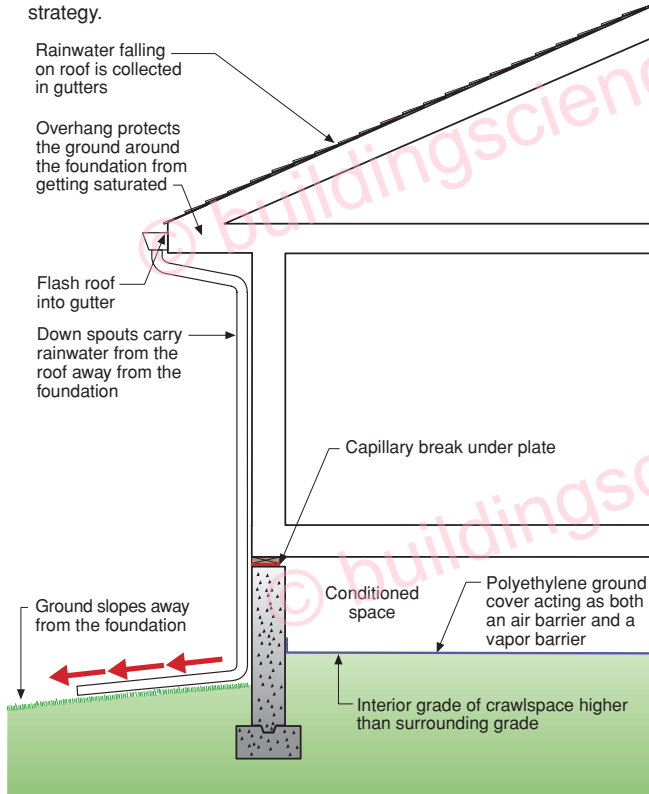 strategy.
Rainwater falling
on roof is collected
in gutters
Overhang protects
the ground around
the foundation from
getting saturated
Flash roof
into gutter
Down spouts carry
rainwater from the
roof away from the
foundation
Capillary break under plate
Conditioned
space
Polyethylene ground
cover acting as both
an air barrier and a
vapor barrier
Ground slopes away
from the foundation
Interior grade of crawlspace higher
than surrounding grade
© buildingscienc
© buildingsc